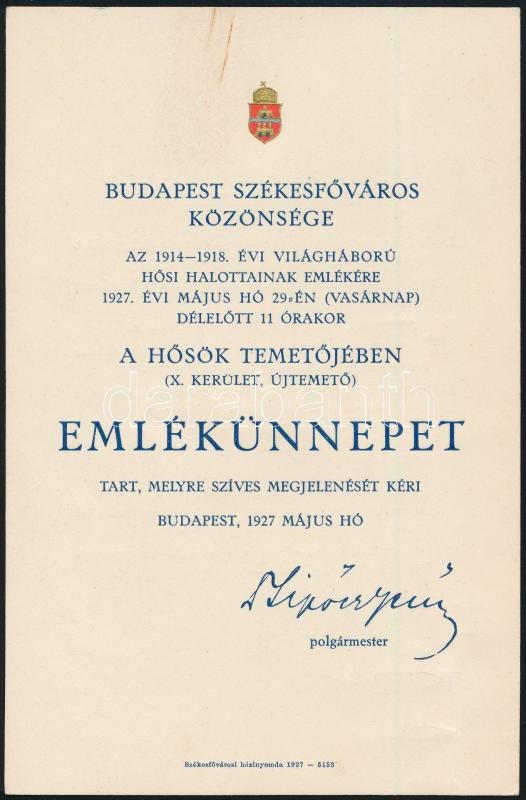 BUDAPEST SZÉKESFŐVÁROS
KÖZÖNSÉGE
AZ 1914—1918. ÉVI VILÁGHÁBORÚ
HŐSI HALOTTAINAK EMLÉKÉRE
1927. ÉVI MÁJUS HÓ 29-ÉN (VASÁRNAP)
DÉLELŐTT 11 ÓRAKOR
A HŐSÖK TEMETŐJÉBEN
(X. KERÜLET, ÚJTEMETŐ)
darabanth
EMLÉKÜNNEPET
TART, MELYRE SZÍVES MEGJELENÉSÉT KÉRI
BUDAPEST, 1927 MÁJUS HÓ
polgármester
Székesfővárosi házinyomda 1927 — 5153